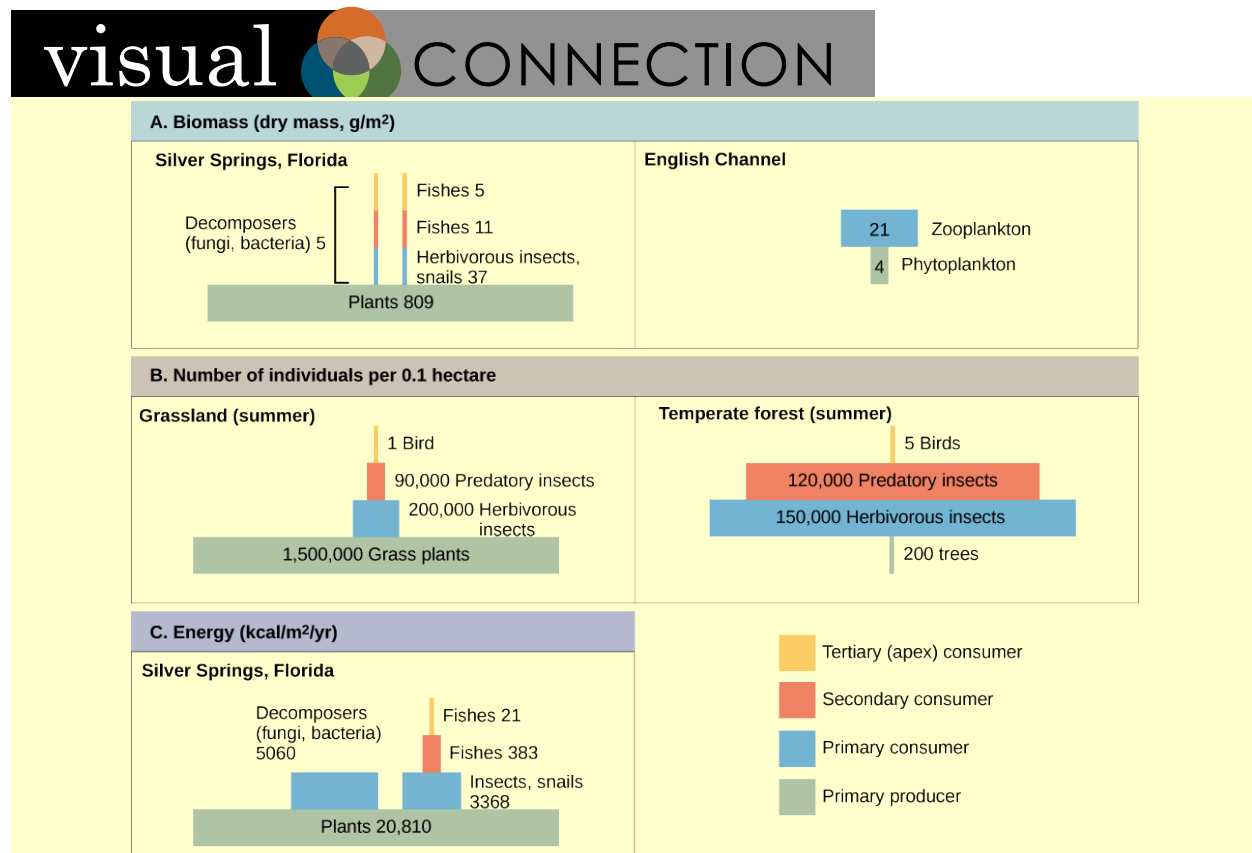 visual CONNECTION
A. Biomass (dry mass, g/m²)
Silver Springs, Florida
Fishes 5
Decomposers
(fungi, bacteria) 5
Fishes 11
Herbivorous insects,
snails 37
Plants 809
English Channel
21
Zooplankton
4
Phytoplankton
B. Number of individuals per 0.1 hectare
Grassland (summer)
1 Bird
90,000 Predatory insects
200,000 Herbivorous
insects
1,500,000 Grass plants
Temperate forest (summer)
5 Birds
120,000 Predatory insects
150,000 Herbivorous insects
200 trees
C. Energy (kcal/m²/yr)
Silver Springs, Florida
Decomposers
(fungi, bacteria)
5060
Fishes 21
Fishes 383
Insects, snails
3368
Plants 20,810
Tertiary (apex) consumer
Secondary consumer
Primary consumer
Primary producer